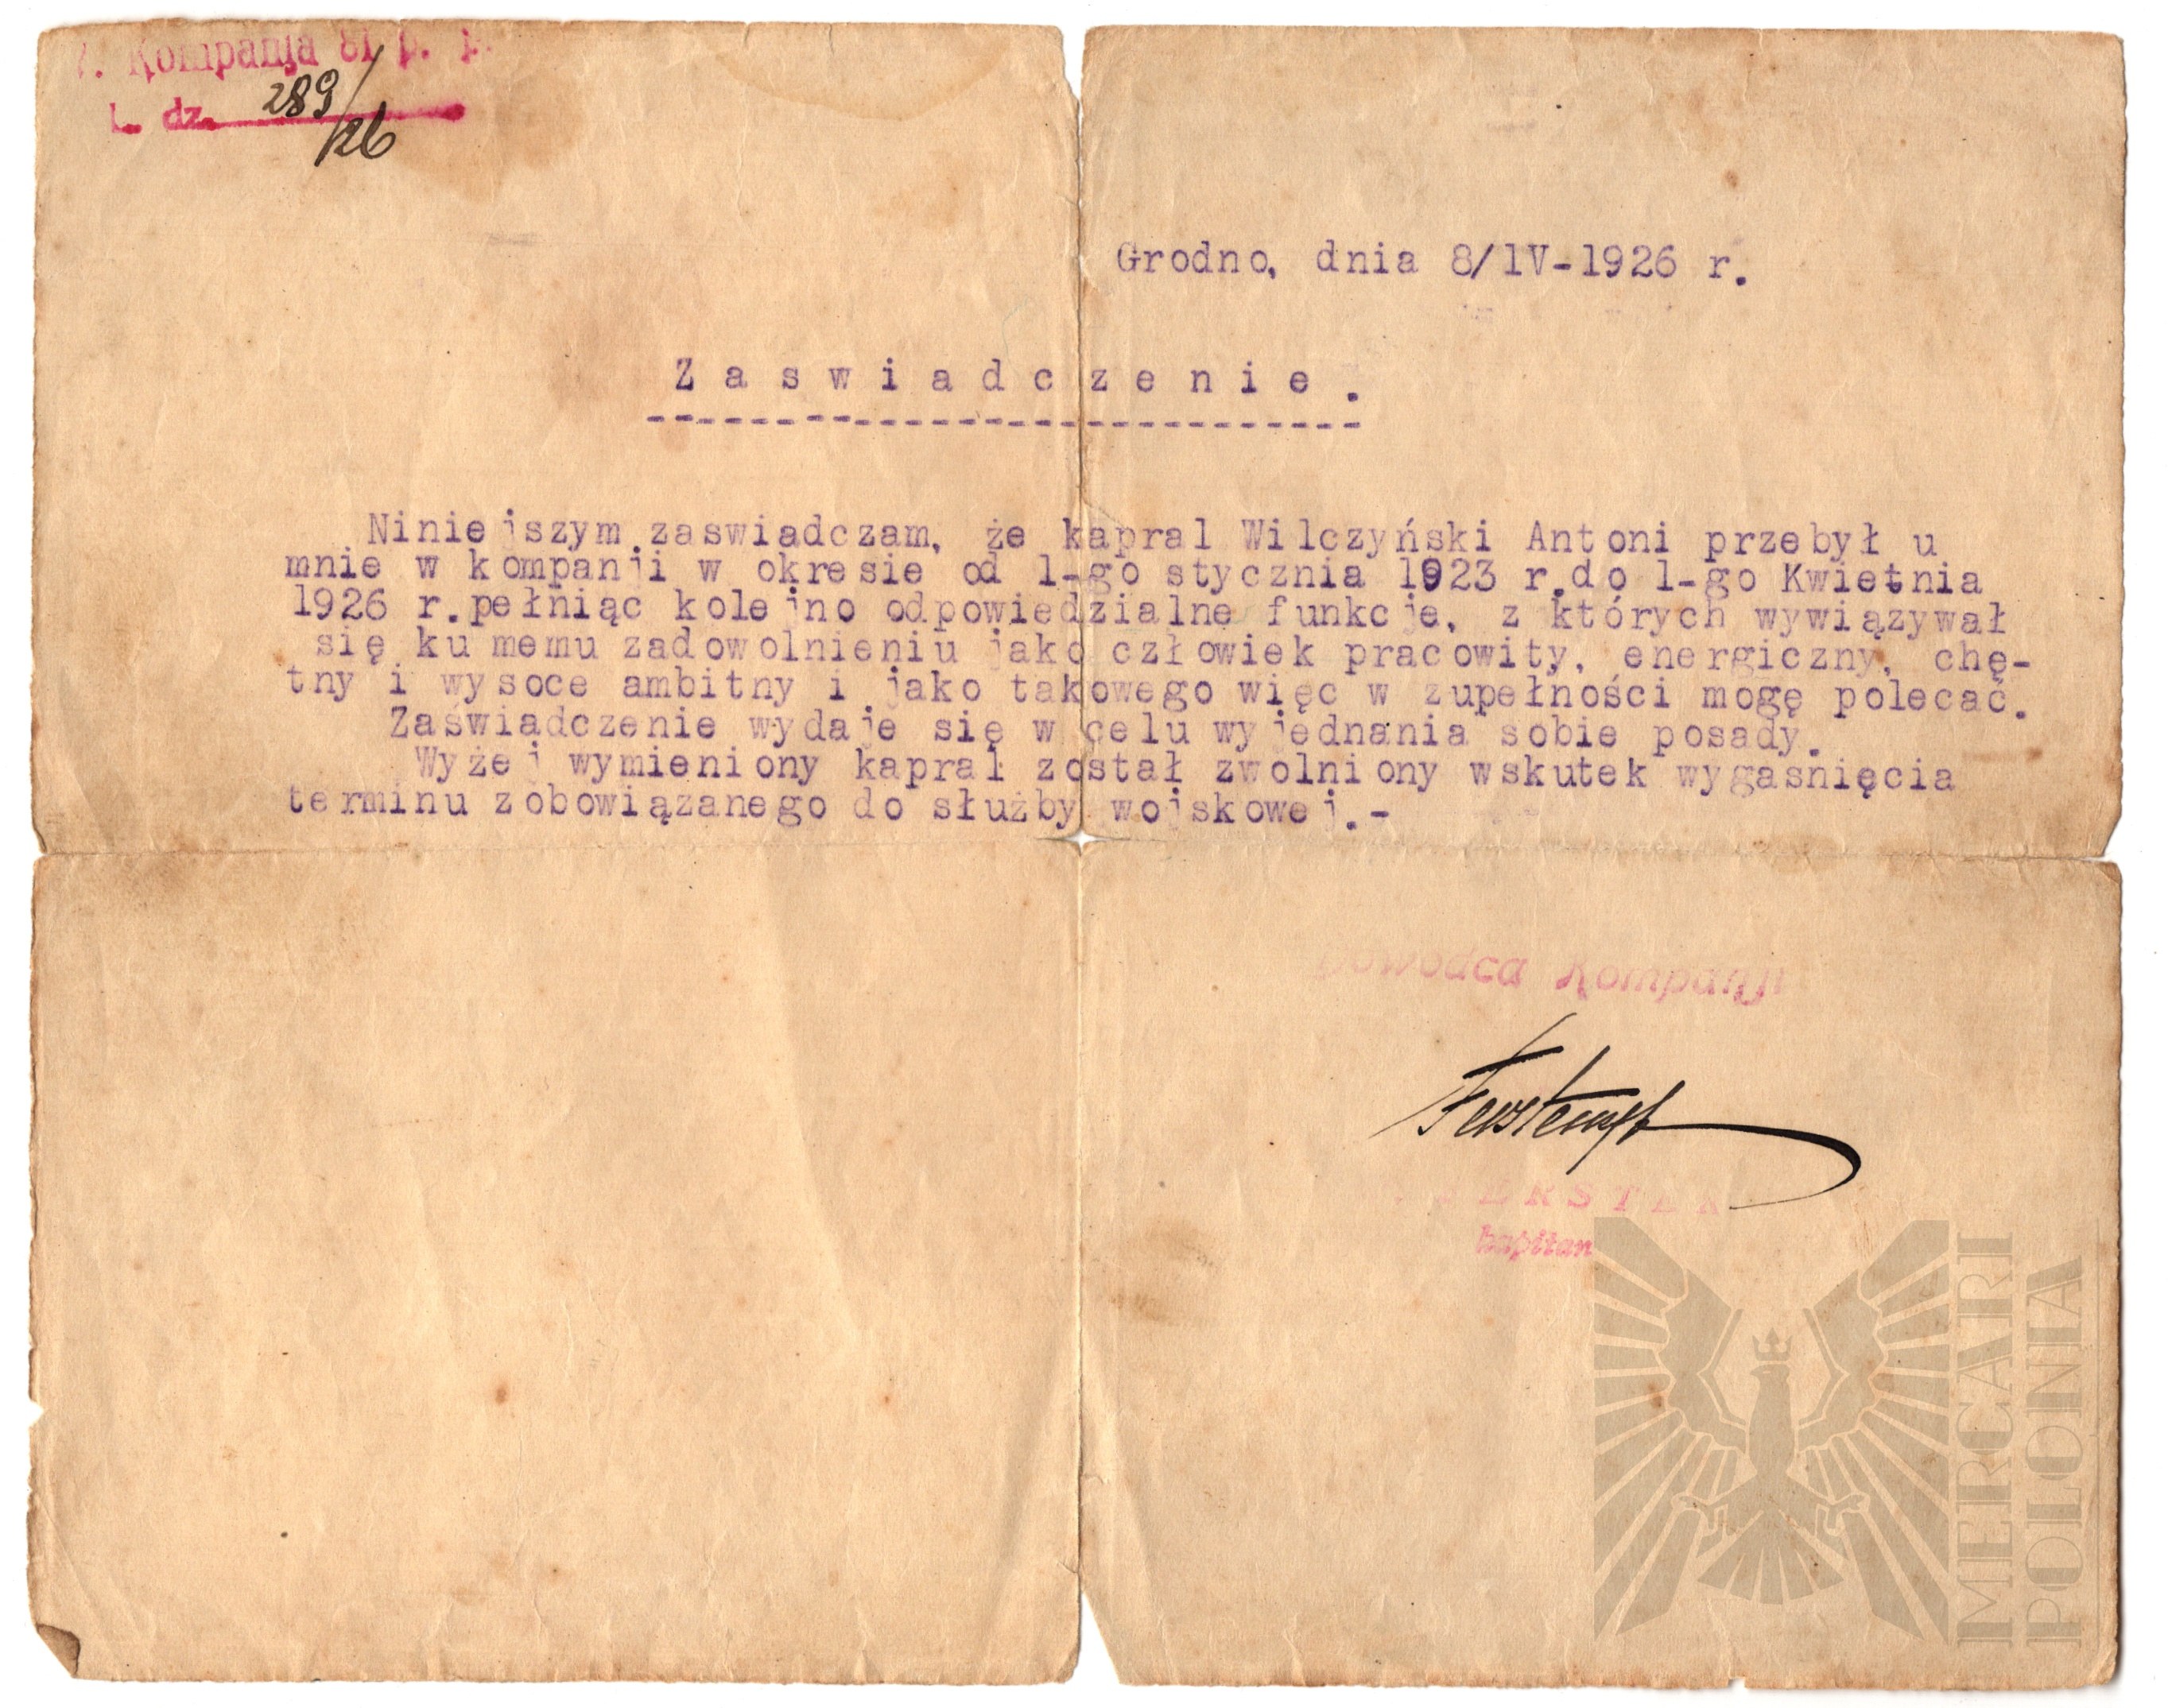 7. Kompanja 81 p. p.
L. dz. 289/26
Grodno, dnia 8/IV-1926 r.
Zaswiadczenie.
Niniejszym zaswiadczam, że kapral Wilczyński Antoni przebył u
mnie w kompanji w okresie od 1-go stycznia 1923 r.do 1-go Kwietnia
1926 r.pełniąc kolejno odpowiedzialne funkcje, z których wywiązywał
się ku memu zadowolnieniu jako człowiek pracowity, energiczny, chę-
tny i wysoce ambitny i jako takowego więc w zupełności mogę polecać.
Zaświadczenie wydaje się w celu wyjednania sobie posady.
Wyżej wymieniony kapral został zwolniony wskutek wygasnięcia
terminu zobowiązanego do służby wojskowej.-
Dowódca Kompanji
kapitan
MERCARI
POLONIA